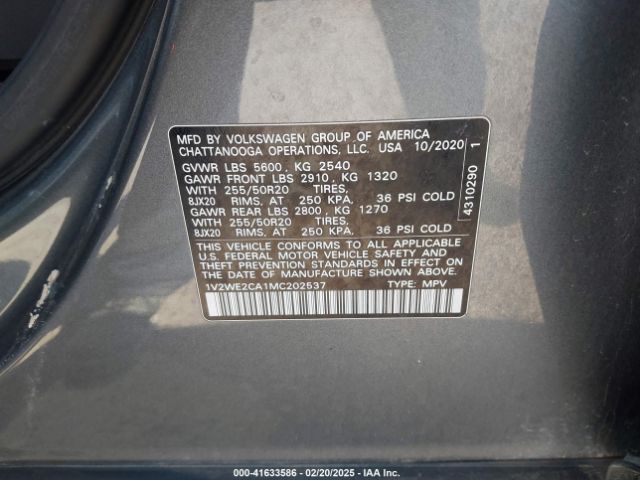 MFD BY VOLKSWAGEN GROUP OF AMERICA
CHATTANOOGA OPERATIONS, LLC. USA 10/2020
GVWR LBS 5600, KG 2540
GAWR FRONT LBS 2910, KG 1320
WITH 255/50R20 TIRES,
8JX20 RIMS, AT 250 KPA, 36 PSI COLD
GAWR REAR LBS 2800, KG 1270
WITH 255/50R20 TIRES,
8JX20 RIMS, AT 250 KPA, 36 PSI COLD
THIS VEHICLE CONFORMS TO ALL APPLICABLE
U.S. FEDERAL MOTOR VEHICLE SAFETY AND
THEFT PREVENTION STANDARDS IN EFFECT ON
THE DATE OF MANUFACTURE SHOWN ABOVE.
1V2WE2CA1MC202537 TYPE: MPV
4310290 1
000-41633586 - 02/20/2025 - IAA Inc.